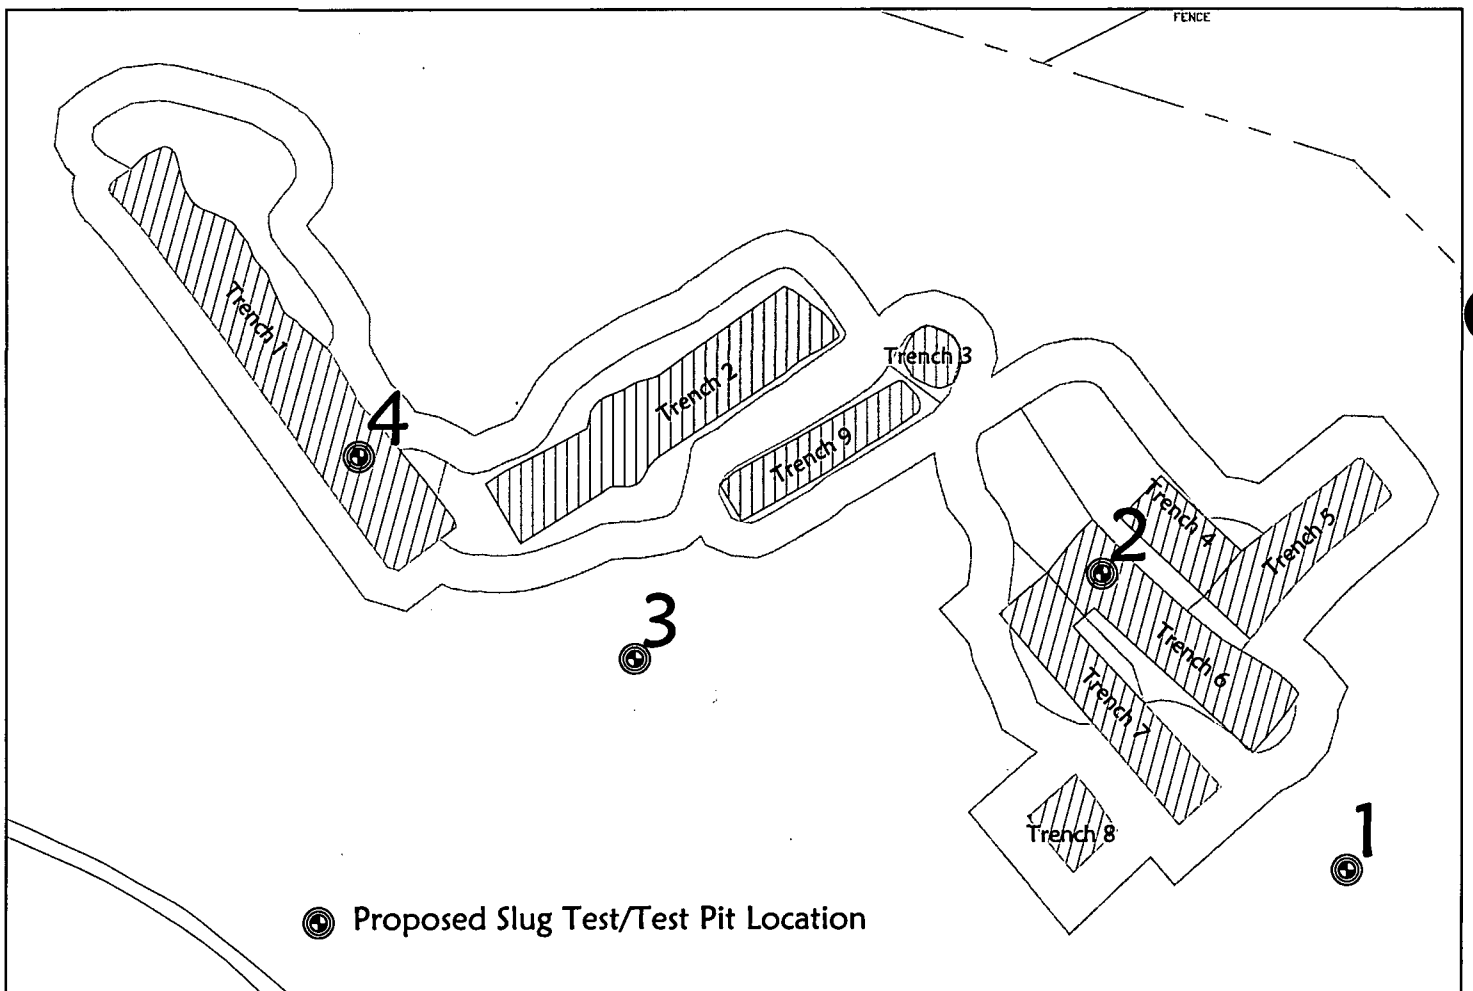 FENCE
Trench 1
Trench 2
Trench 3
4
Trench 9
Trench 4
2
Trench 5
3
Trench 6
Trench 7
1
Trench 8
Proposed Slug Test/Test Pit Location